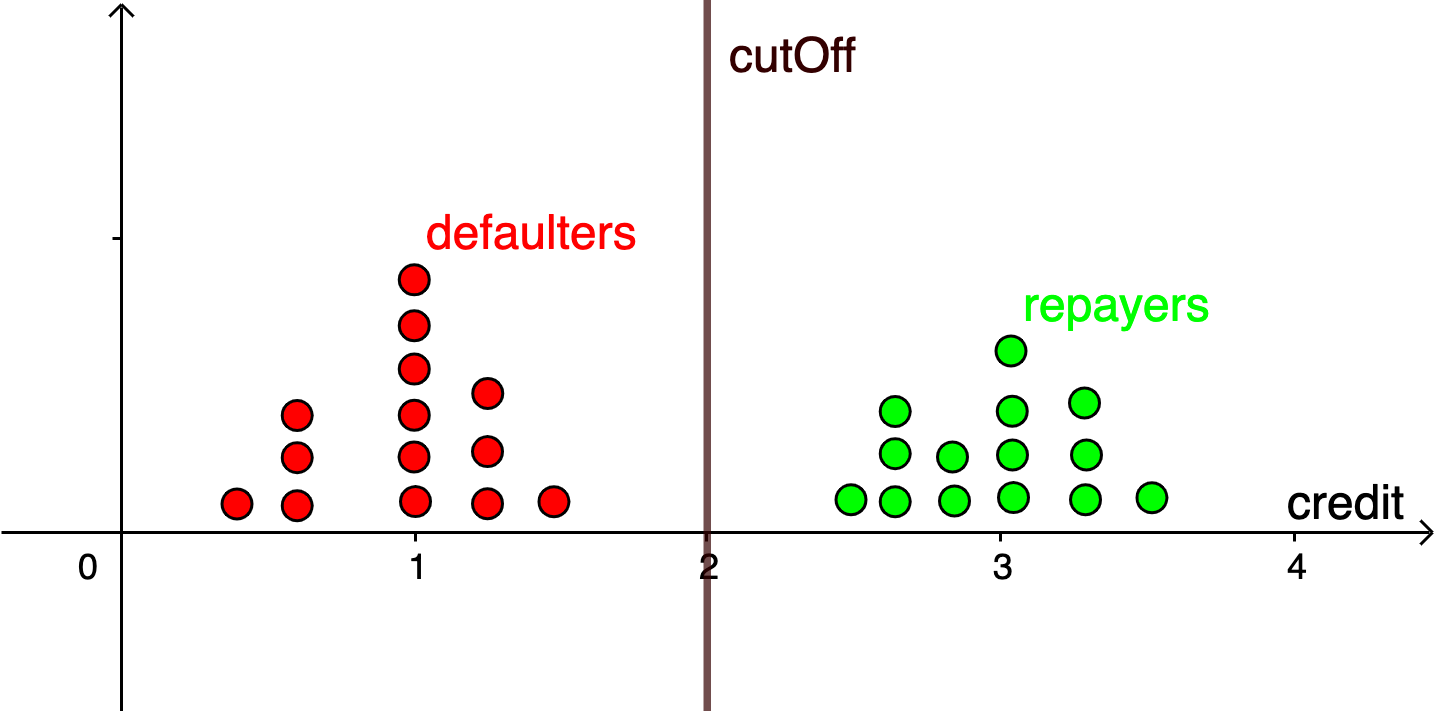 cutOff
defaulters
repayers
credit
0 1 2 3 4